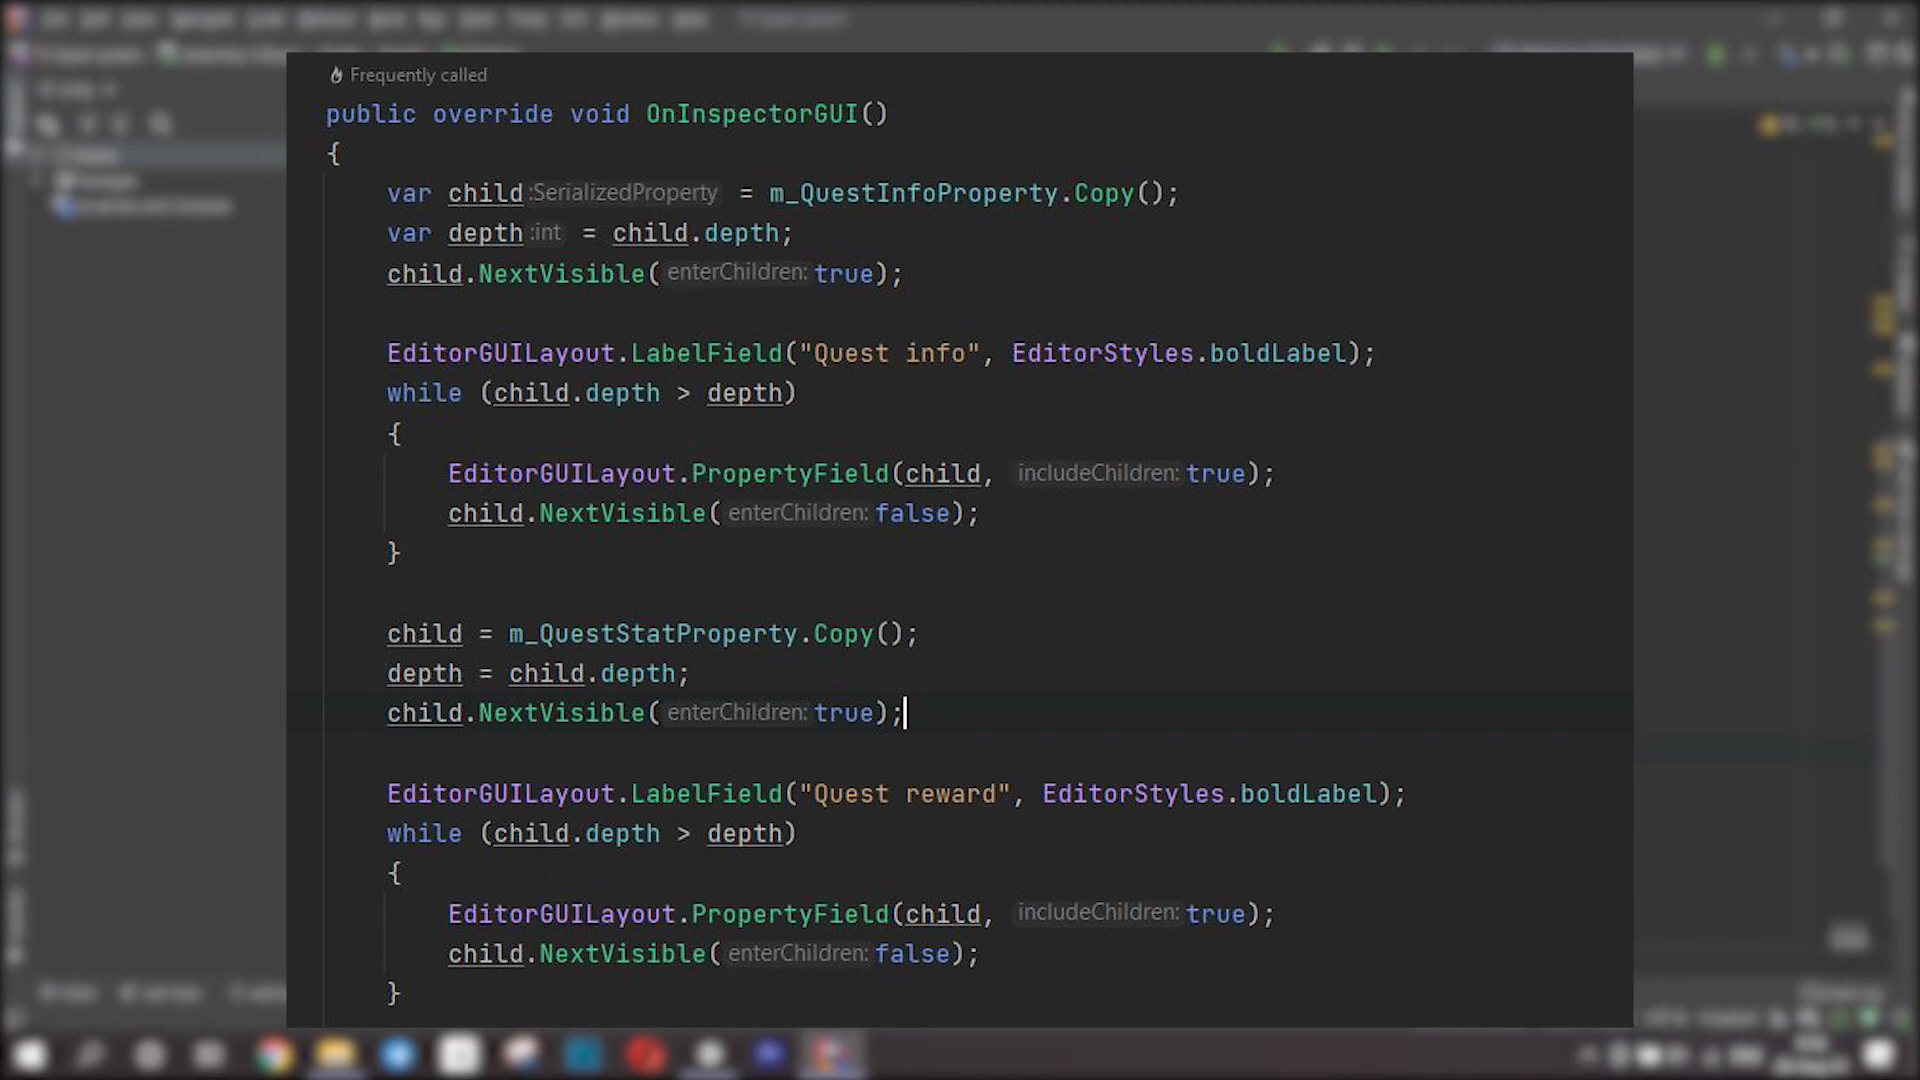 Frequently called
public override void OnInspectorGUI()
{
var child :SerializedProperty = m_QuestInfoProperty.Copy();
var depth :int = child.depth;
child.NextVisible( enterChildren: true);
EditorGUILayout.LabelField("Quest info", EditorStyles.boldLabel);
while (child.depth > depth)
{
EditorGUILayout.PropertyField(child, includeChildren: true);
child.NextVisible( enterChildren: false);
}
child = m_QuestStatProperty.Copy();
depth = child.depth;
child.NextVisible( enterChildren: true);
EditorGUILayout.LabelField("Quest reward", EditorStyles.boldLabel);
while (child.depth > depth)
{
EditorGUILayout.PropertyField(child, includeChildren: true);
child.NextVisible( enterChildren: false);
}